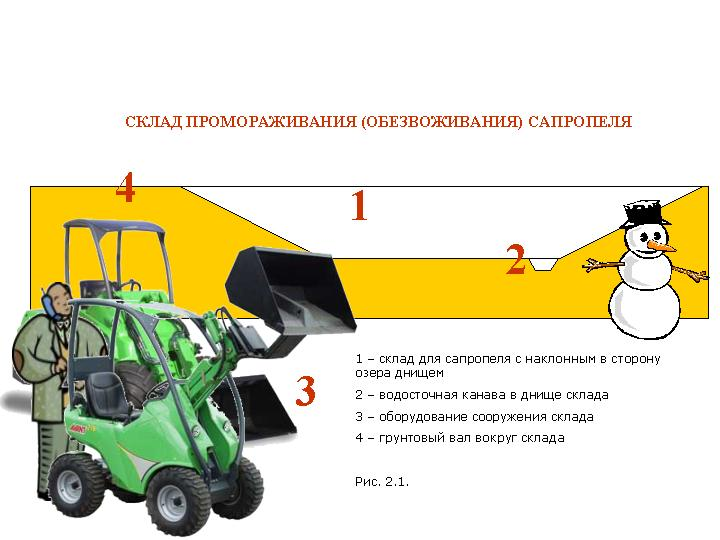 СКЛАД ПРОМОРАЖИВАНИЯ (ОБЕЗВОЖИВАНИЯ) САПРОПЕЛЯ
4
1
2
3
1 – склад для сапропеля с наклонным в сторону
озера днищем
2 – водосточная канава в днище склада
3 – оборудование сооружения склада
4 – грунтовый вал вокруг склада
Рис. 2.1.